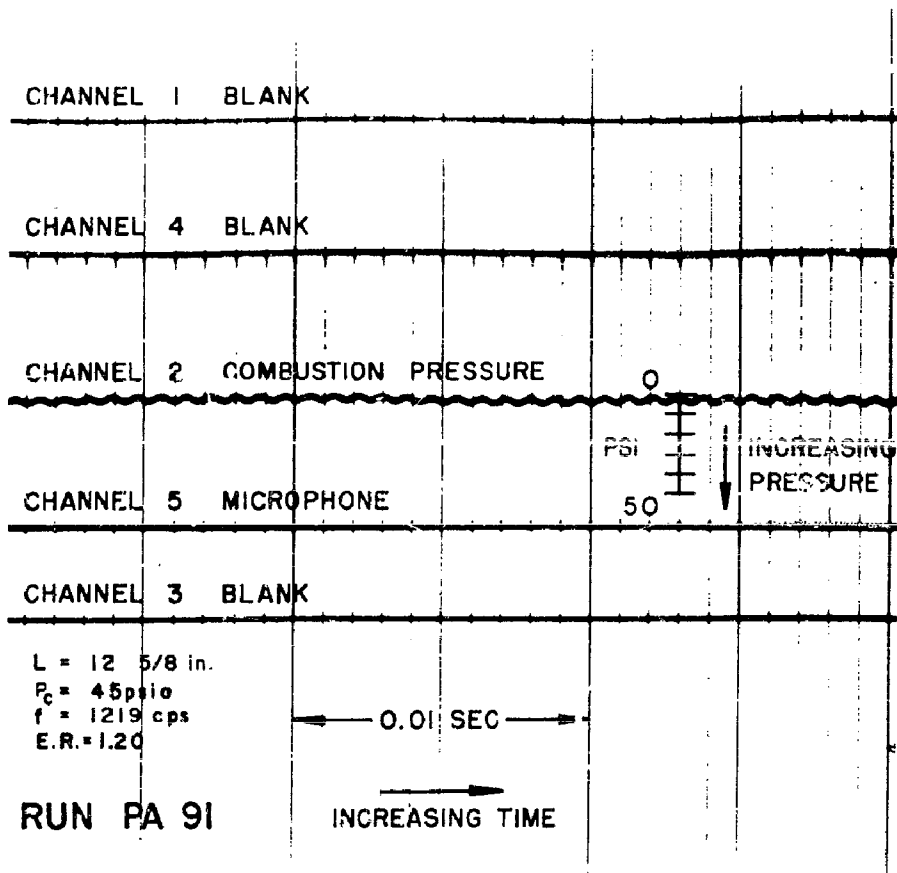 CHANNEL 1 BLANK
CHANNEL 4 BLANK
CHANNEL 2 COMBUSTION PRESSURE
0
PSI
INCREASING
PRESSURE
CHANNEL 5 MICROPHONE
50
CHANNEL 3 BLANK
L = 12 5/8 in.
Pc = 45psia
f = 1219 cps
E.R.=1.20
0.01 SEC
RUN PA 91
INCREASING TIME